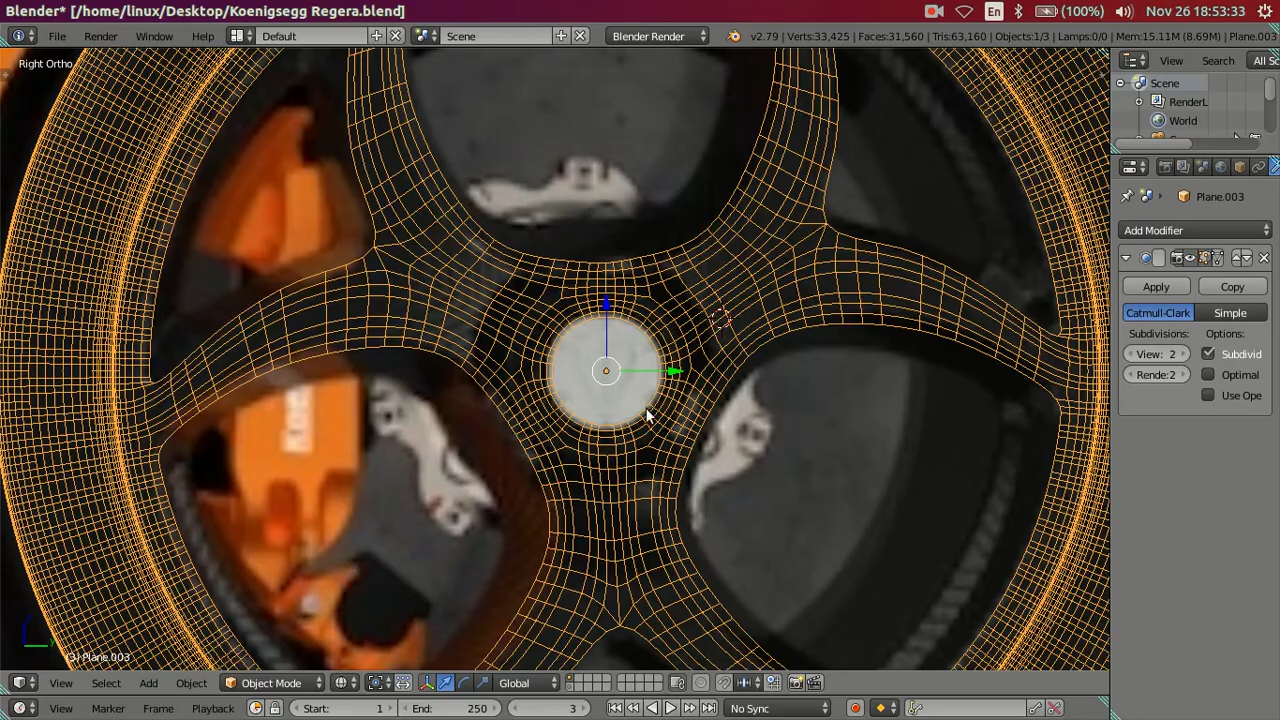 Blender* [/home/linux/Desktop/Koenigsegg Regera.blend]
En (100%) Nov 26 18:53:33
File Render Window Help Default Scene Blender Render v2.79 | Verts:33,425 | Faces:31,560 | Tris:63,160 | Objects:1/3 | Lamps:0/0 | Mem:15.11M (8.69M) | Plane.003
Right Ortho
View Search All Sc
Scene
RenderL
World
Plane.003
Add Modifier
Apply Copy
Catmull-Clark Simple
Subdivisions: Options:
View: 2 Subdivid
Rende:2 Optimal
Use Ope
(3) Plane.003
View Select Add Object Object Mode Global
View Marker Frame Playback Start: 1 End: 250 3 No Sync